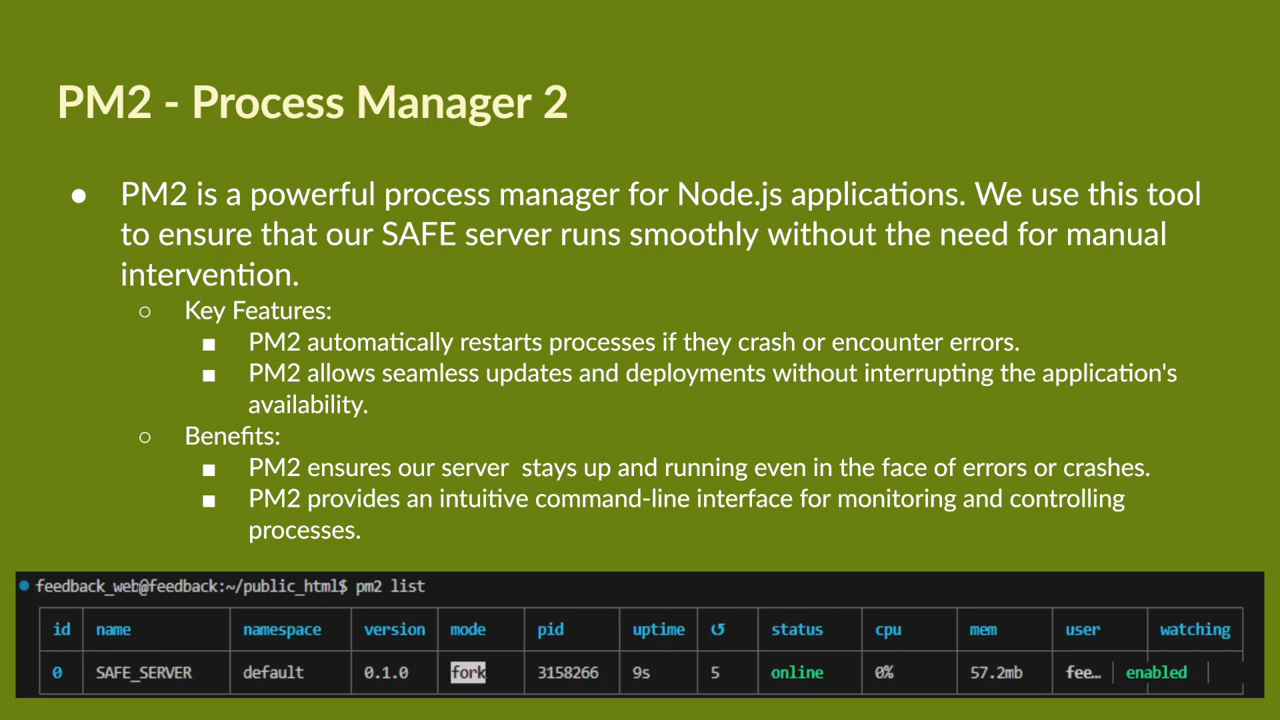 PM2 - Process Manager 2
● PM2 is a powerful process manager for Node.js applications. We use this tool
to ensure that our SAFE server runs smoothly without the need for manual
intervention.
○ Key Features:
■ PM2 automatically restarts processes if they crash or encounter errors.
■ PM2 allows seamless updates and deployments without interrupting the application's
availability.
○ Benefits:
■ PM2 ensures our server  stays up and running even in the face of errors or crashes.
■ PM2 provides an intuitive command-line interface for monitoring and controlling
processes.
feedback_web@feedback:~/public_html$ pm2 list
id name namespace version mode pid uptime ↺ status cpu mem user watching
0 SAFE_SERVER default 0.1.0 fork 3158266 9s 5 online 0% 57.2mb fee… enabled